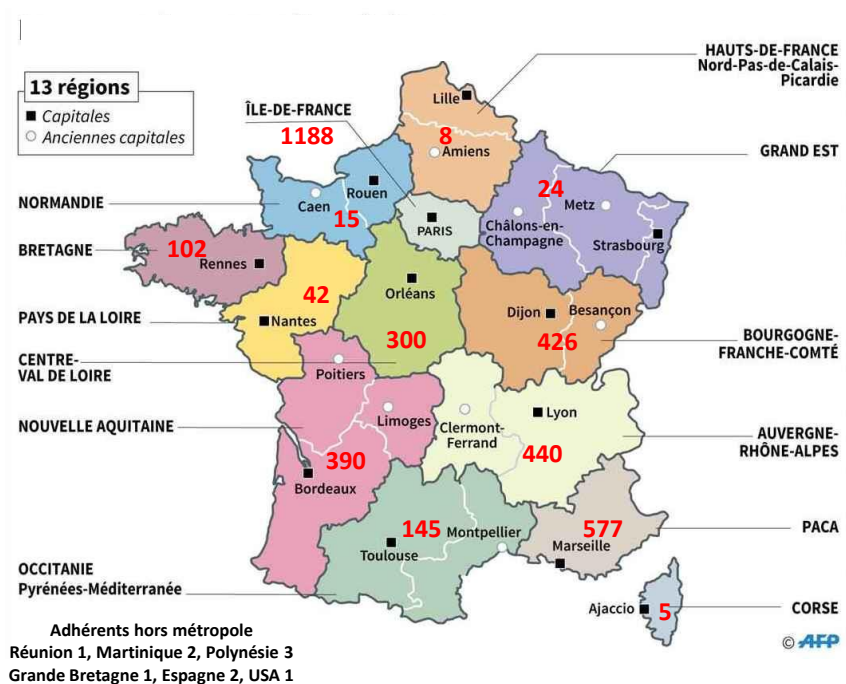 HAUTS-DE-FRANCE
Nord-Pas-de-Calais-
Picardie
13 régions
Capitales
Anciennes capitales
ÎLE-DE-FRANCE
1188
Lille
8
Amiens
GRAND EST
NORMANDIE
Caen
Rouen
15
PARIS
24
Metz
Châlons-en-
Champagne
Strasbourg
BRETAGNE
102
Rennes
42
Orléans
Dijon
Besançon
PAYS DE LA LOIRE
Nantes
300
426
BOURGOGNE-
FRANCHE-COMTÉ
CENTRE-
VAL DE LOIRE
Poitiers
NOUVELLE AQUITAINE
Limoges
Clermont-
Ferrand
Lyon
AUVERGNE-
RHÔNE-ALPES
390
440
Bordeaux
145
Montpellier
Toulouse
577
Marseille
PACA
OCCITANIE
Pyrénées-Méditerranée
Ajaccio
5
CORSE
Adhérents hors métropole
Réunion 1, Martinique 2, Polynésie 3
Grande Bretagne 1, Espagne 2, USA 1
© AFP